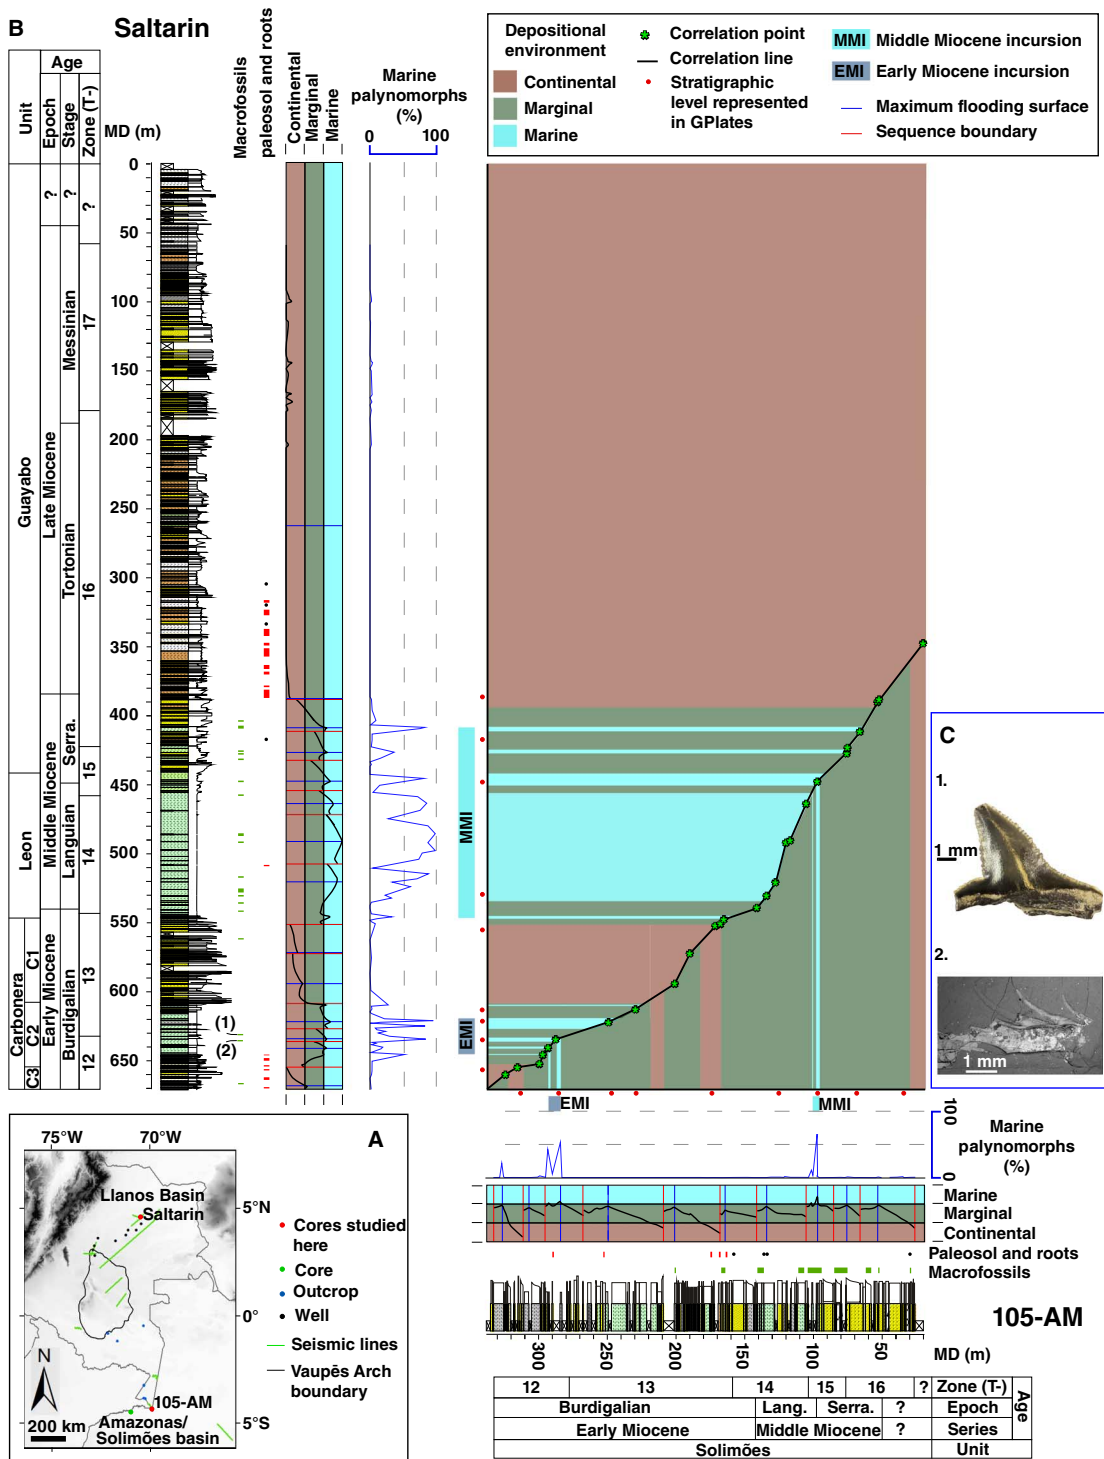 B
Saltarin
Unit
Age
Epoch
Stage
Zone (T-)
MD (m)
Macrofossils
paleosol and roots
Continental
Marginal
Marine
Marine
palynomorphs
(%)
0 100
Depositional
environment
Continental
Marginal
Marine
Correlation point
Correlation line
Stratigraphic
level represented
in GPlates
MMI Middle Miocene incursion
EMI Early Miocene incursion
Maximum flooding surface
Sequence boundary
0
50
100
150
200
250
300
350
400
450
500
550
600
650
Guayabo
Leon
Carbonera
C1
C2
C3
?
Late Miocene
Middle Miocene
Early Miocene
?
Messinian
Tortonian
Serra.
Languian
Burdigalian
?
17
16
15
14
13
12
(1)
(2)
MMI
EMI
EMI
MMI
C
1.
1 mm
2.
1 mm
100
0
Marine
palynomorphs
(%)
Marine
Marginal
Continental
Paleosol and roots
Macrofossils
105-AM
300
250
200
150
100
50
MD (m)
12 13 14 15 16 ? Zone (T-)
Burdigalian Lang. Serra. ? Epoch
Early Miocene Middle Miocene ? Series
Solimões Unit
Age
A
75°W 70°W
Llanos Basin
Saltarin
5°N
0°
5°S
N
200 km
105-AM
Amazonas/
Solimões basin
Cores studied
here
Core
Outcrop
Well
Seismic lines
Vaupẽs Arch
boundary